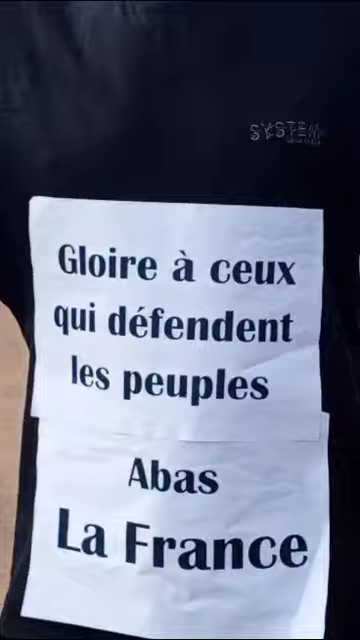 SYSTEM
Gloire à ceux
qui défendent
les peuples
Abas
La France